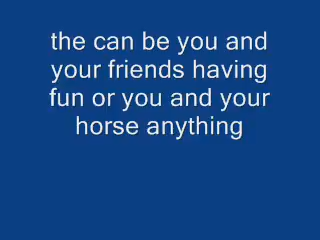 the can be you and
your friends having
fun or you and your
horse anything